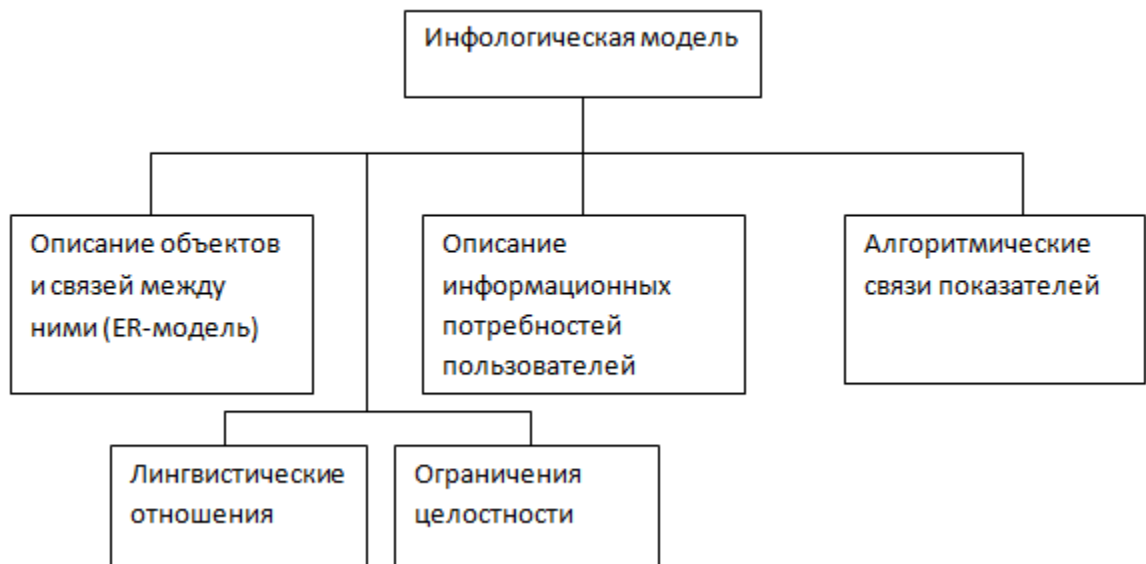 Инфологическая модель
Описание объектов
и связей между
ними (ER-модель)
Описание
информационных
потребностей
пользователей
Алгоритмические
связи показателей
Лингвистические
отношения
Ограничения
целостности